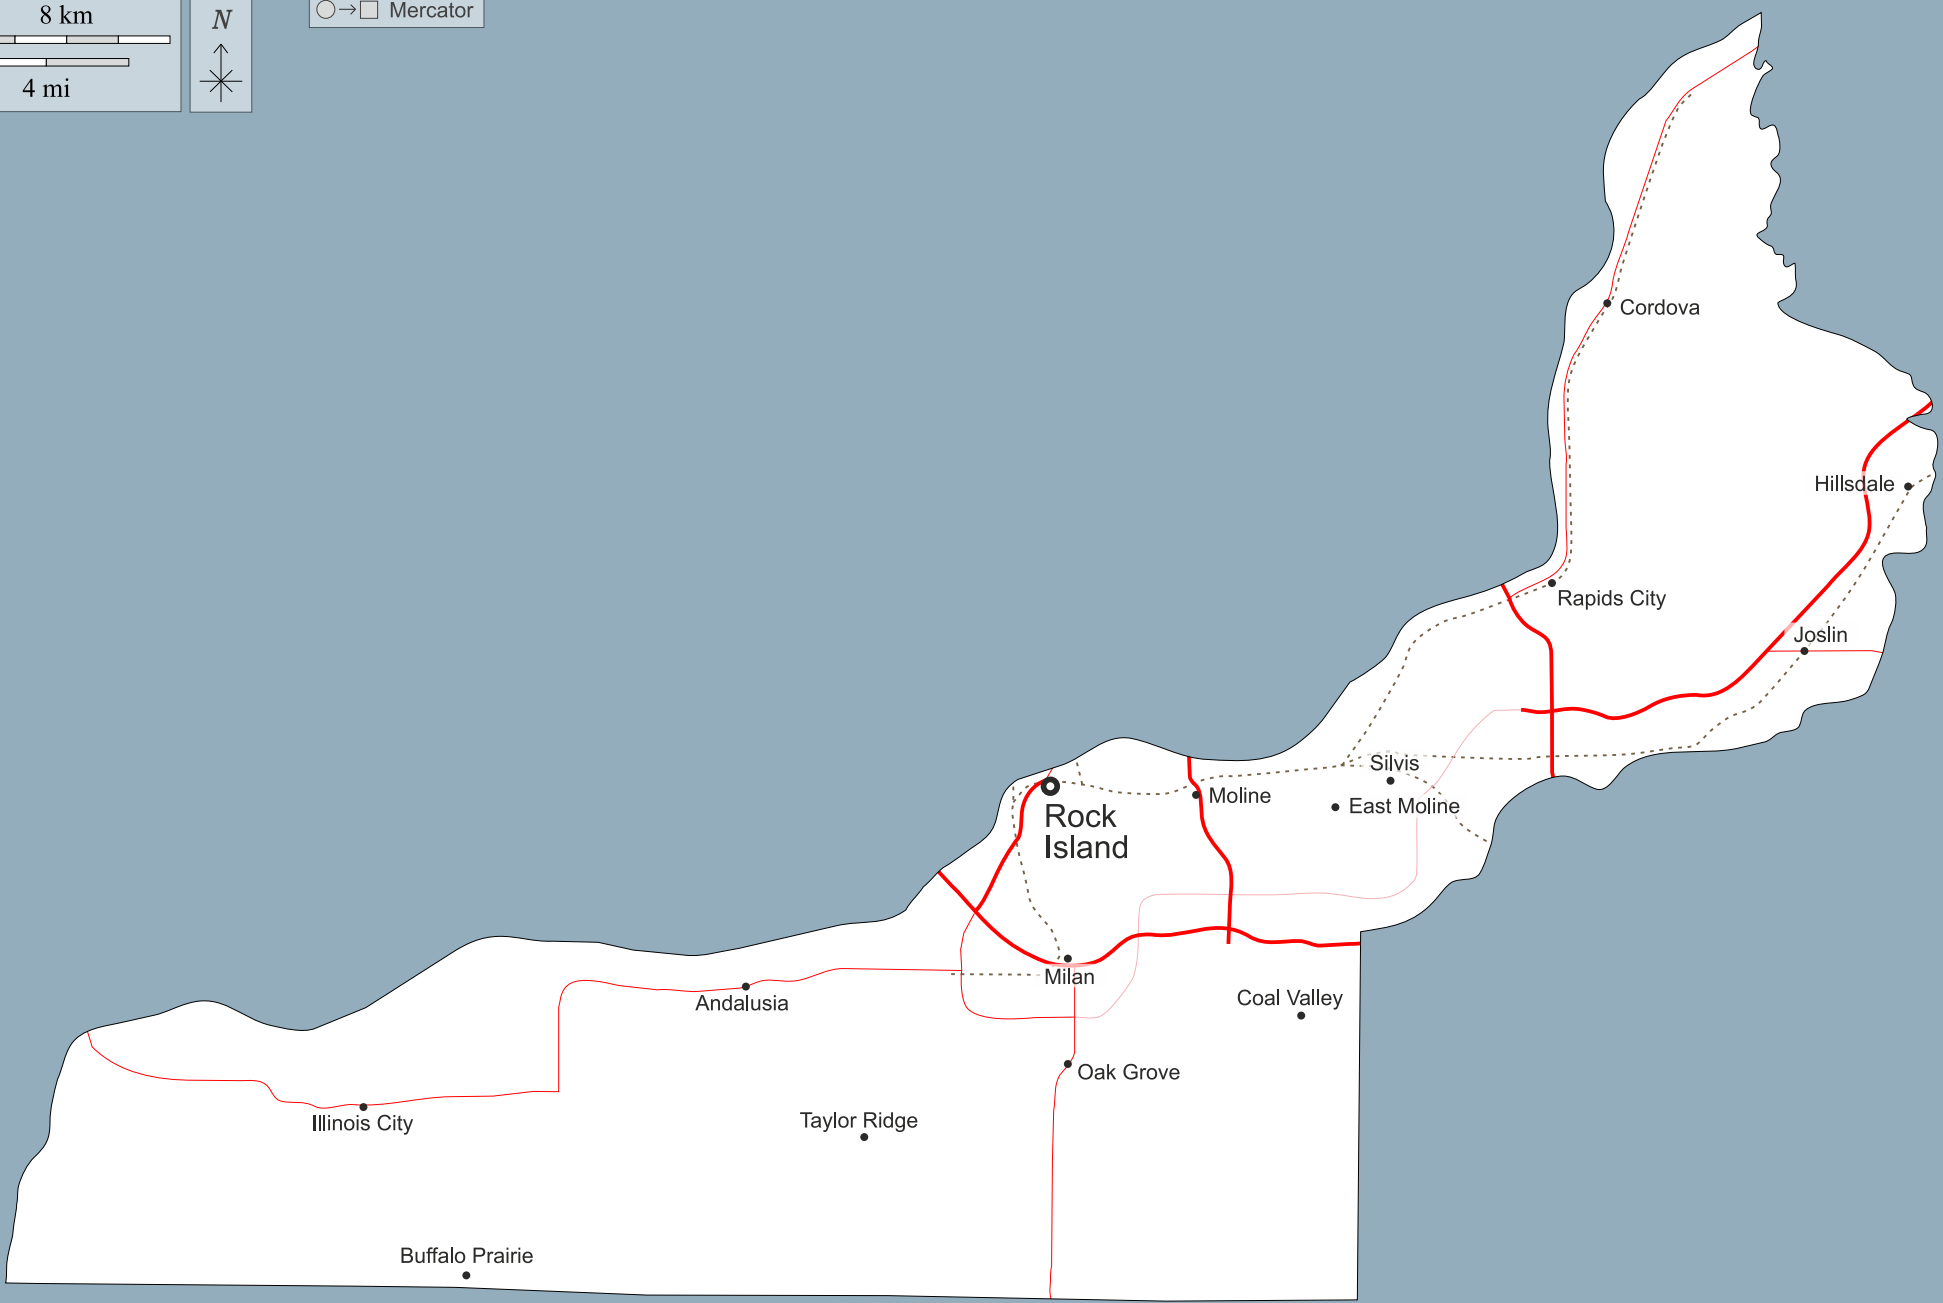 8 km
4 mi
N
Mercator
Cordova
Hillsdale
Rapids City
Joslin
Silvis
Moline
East Moline
Rock
Island
Milan
Andalusia
Coal Valley
Oak Grove
Illinois City
Taylor Ridge
Buffalo Prairie